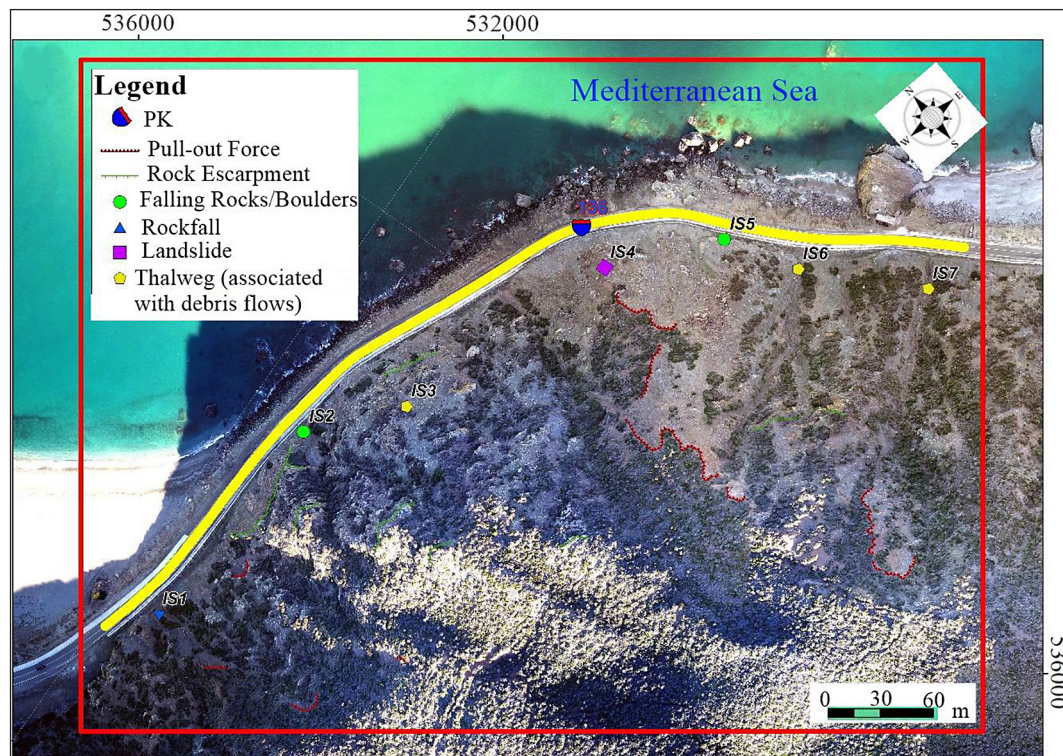 536000
532000
Legend
PK
Pull-out Force
Rock Escarpment
Falling Rocks/Boulders
Rockfall
Landslide
Thalweg (associated
with debris flows)
Mediterranean Sea
N
E
W
S
136
IS5
IS4
IS6
IS7
IS3
IS2
IS1
536000
0 30 60
m